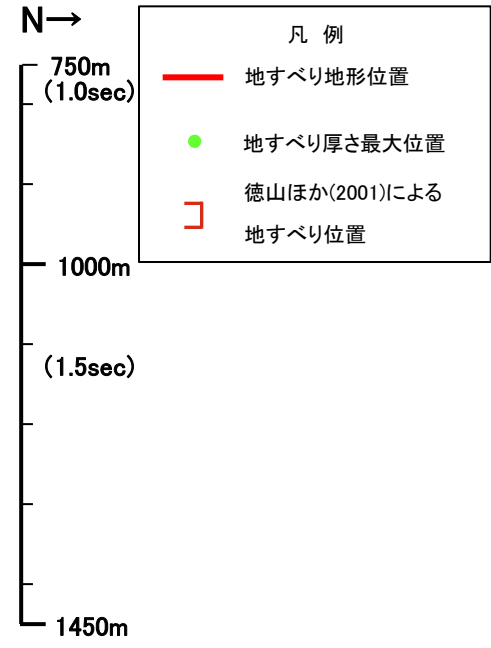 N→
750m
(1.0sec)
1000m
(1.5sec)
1450m
凡 例
地すべり地形位置
地すべり厚さ最大位置
徳山ほか(2001)による
地すべり位置